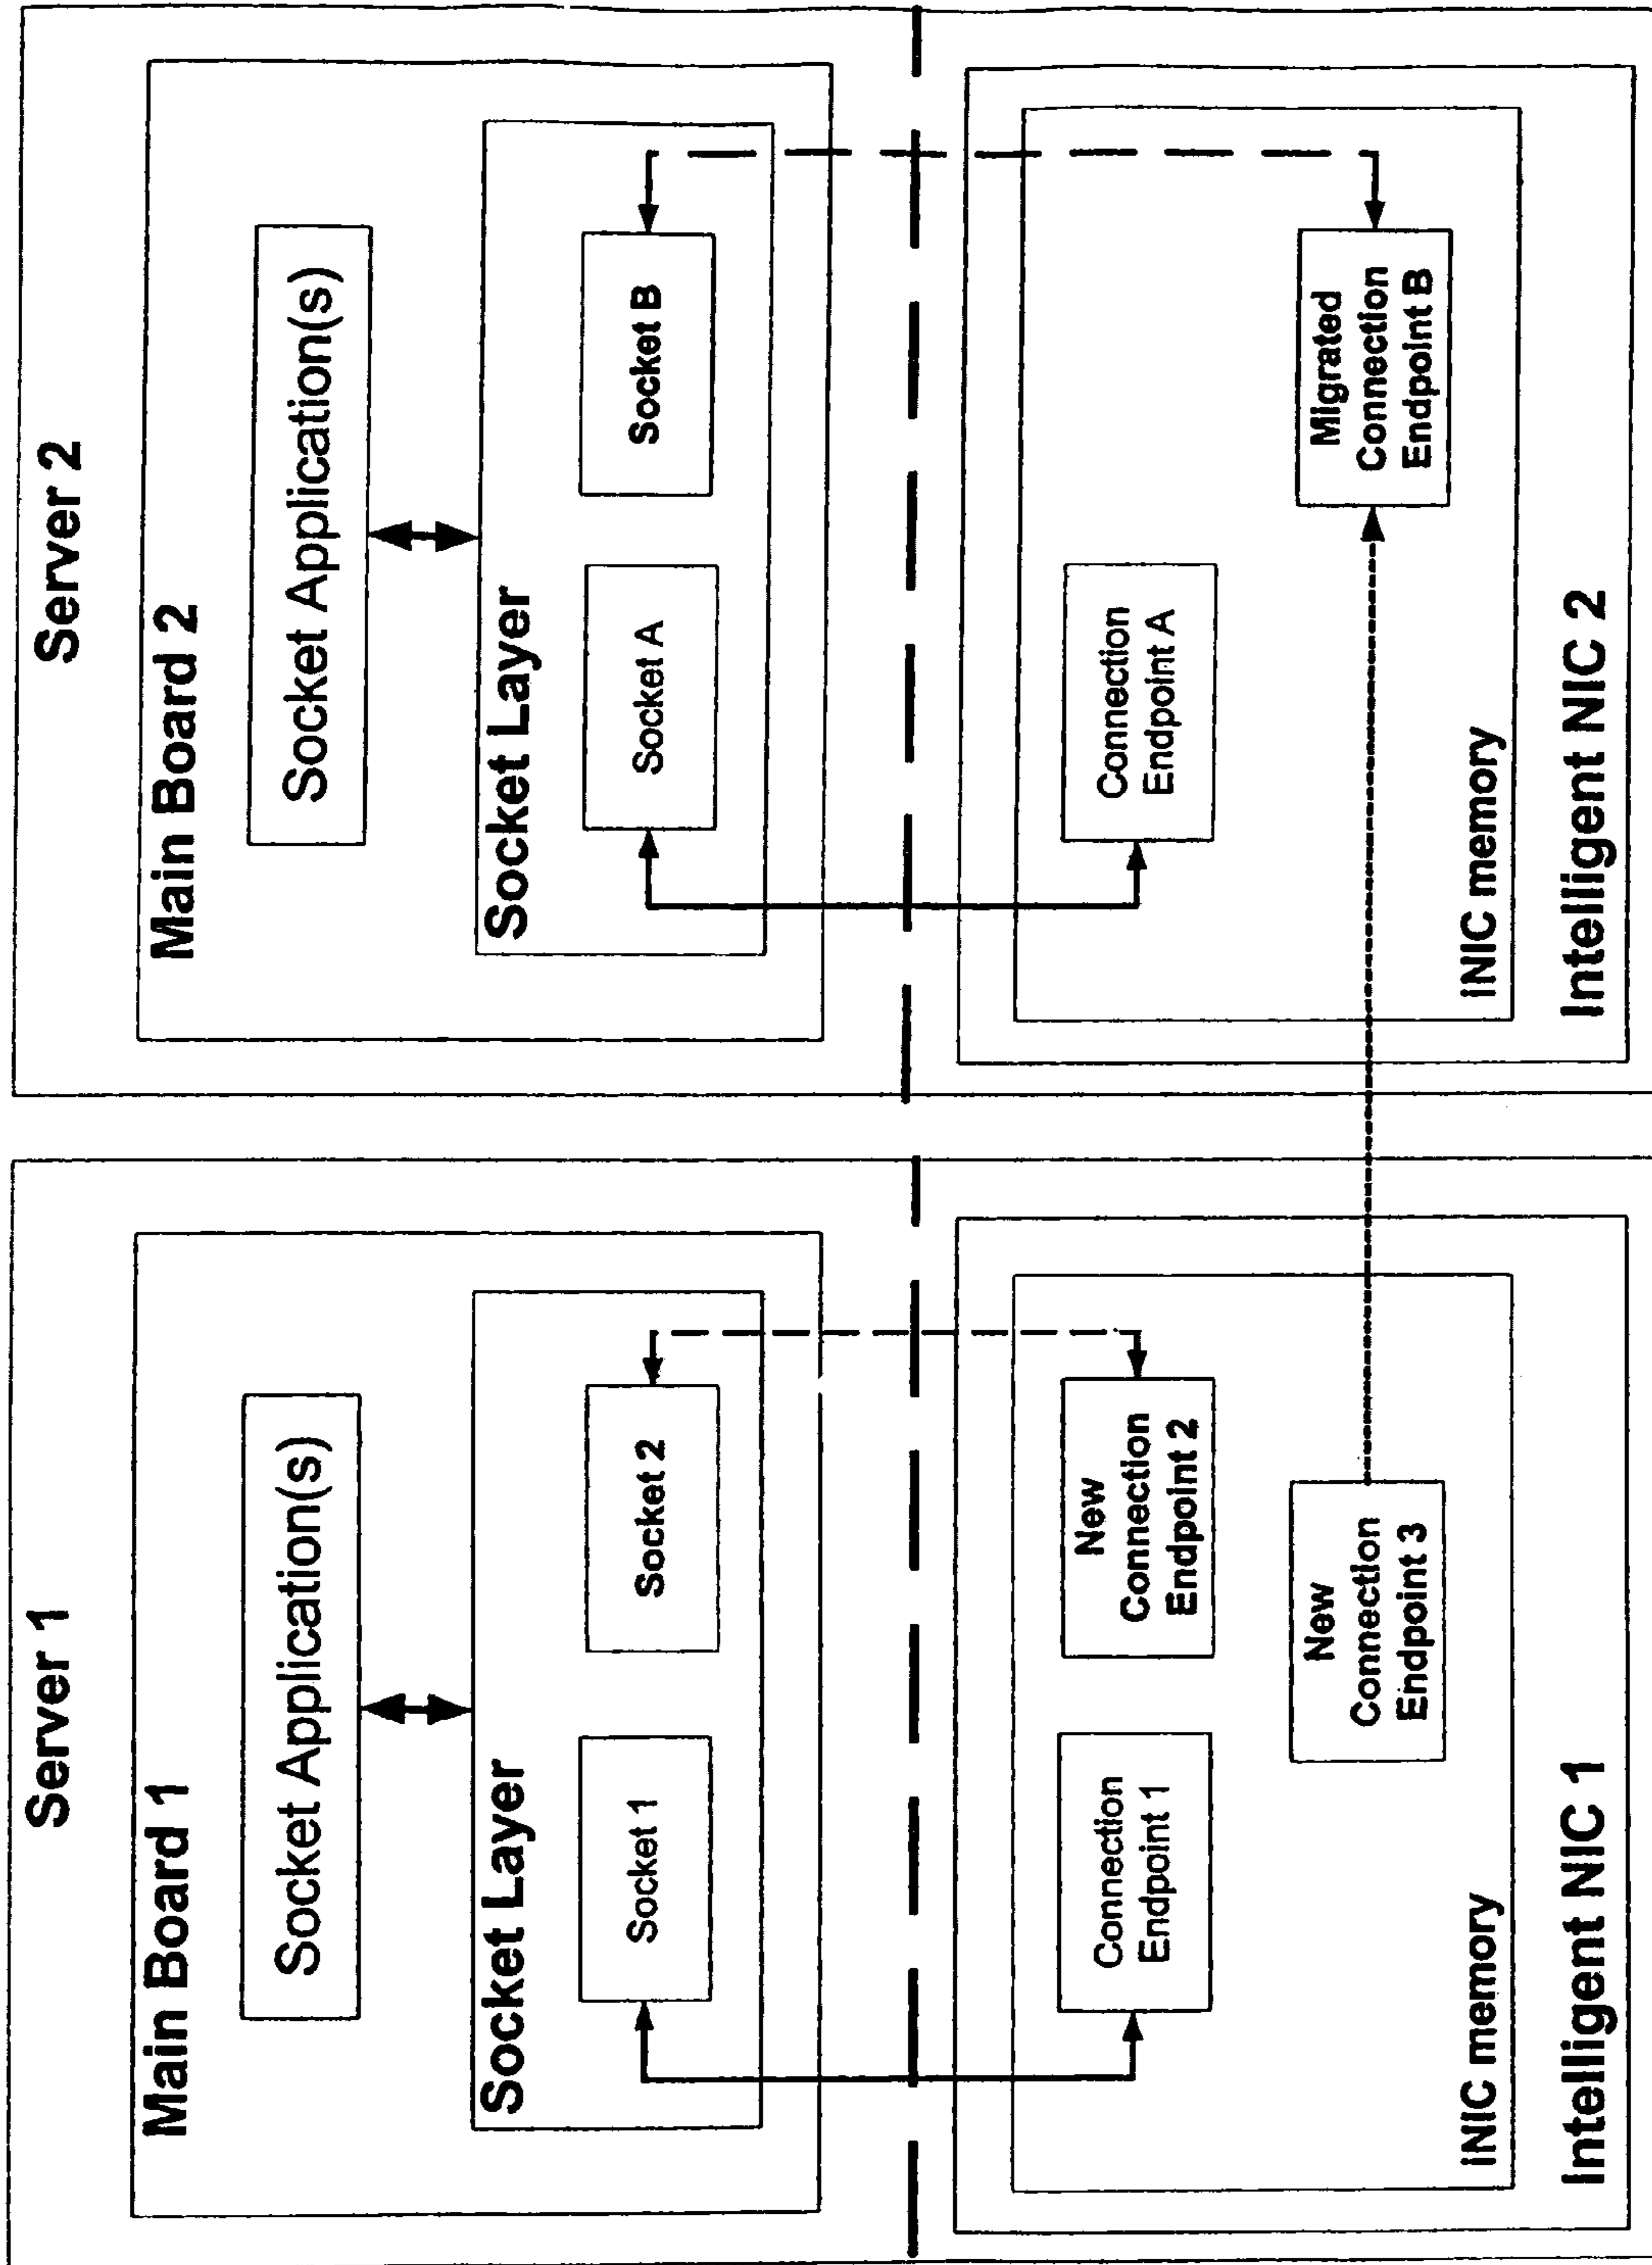 Server 1
Main Board 1
Socket Application(s)
Socket Layer
Socket 1
Socket 2
Connection
Endpoint 1
New
Connection
Endpoint 2
New
Connection
Endpoint 3
iNIC memory
Intelligent NIC 1
Server 2
Main Board 2
Socket Application(s)
Socket Layer
Socket A
Socket B
Connection
Endpoint A
Migrated
Connection
Endpoint B
iNIC memory
Intelligent NIC 2